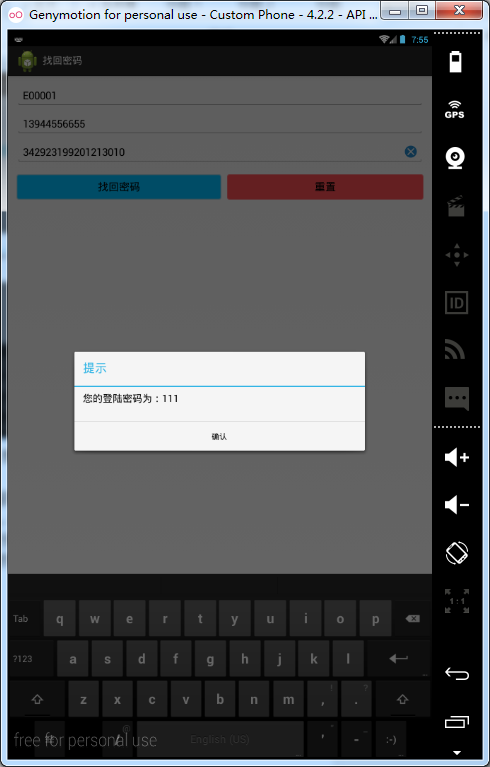 Genymotion for personal use - Custom Phone - 4.2.2 - API ...
7:55
找回密码
GPS
E00001
13944556655
342923199201213010
找回密码 重置
ID
提示
您的登陆密码为：111
确认
1:1
Tab q w e r t y u i o p
?123 a s d f g h j k l
z x c v b n m , ! . ?
/ @ English (US) ' - :-)
free for personal use